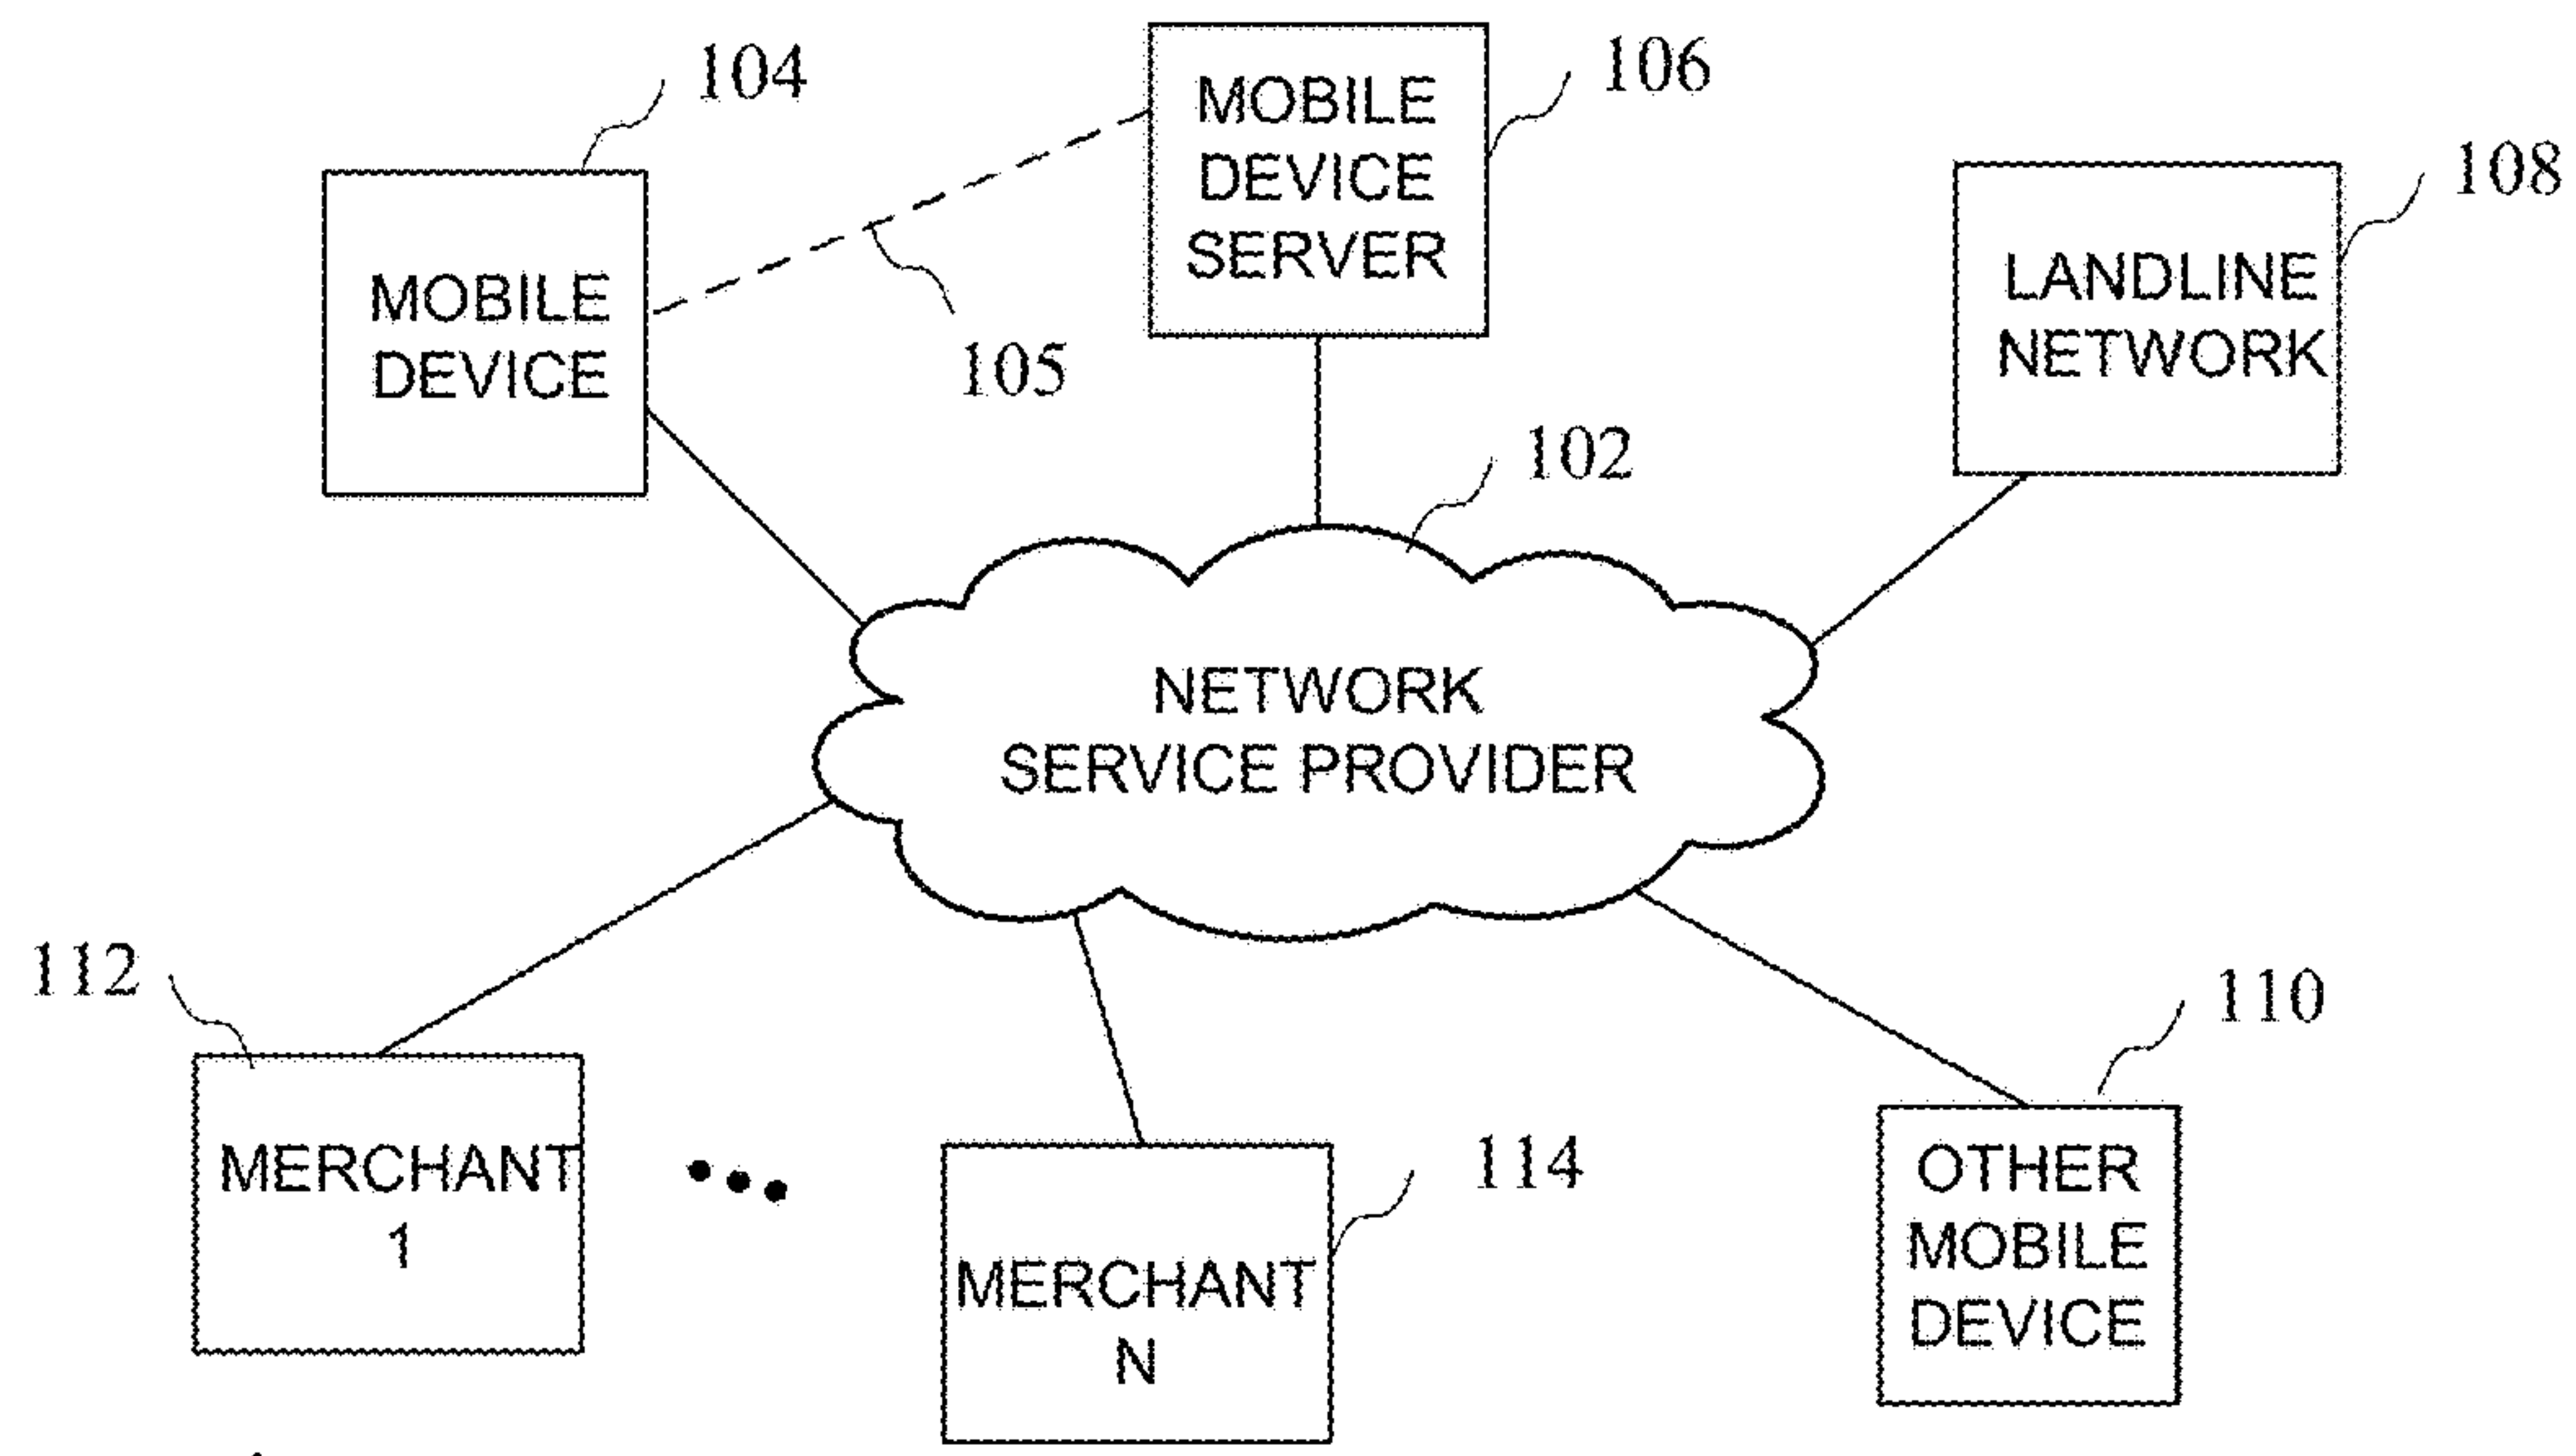 104
106
MOBILE
DEVICE
SERVER
108
MOBILE
DEVICE
LANDLINE
NETWORK
105
102
NETWORK
SERVICE PROVIDER
112
110
MERCHANT
1
114
MERCHANT
N
OTHER
MOBILE
DEVICE